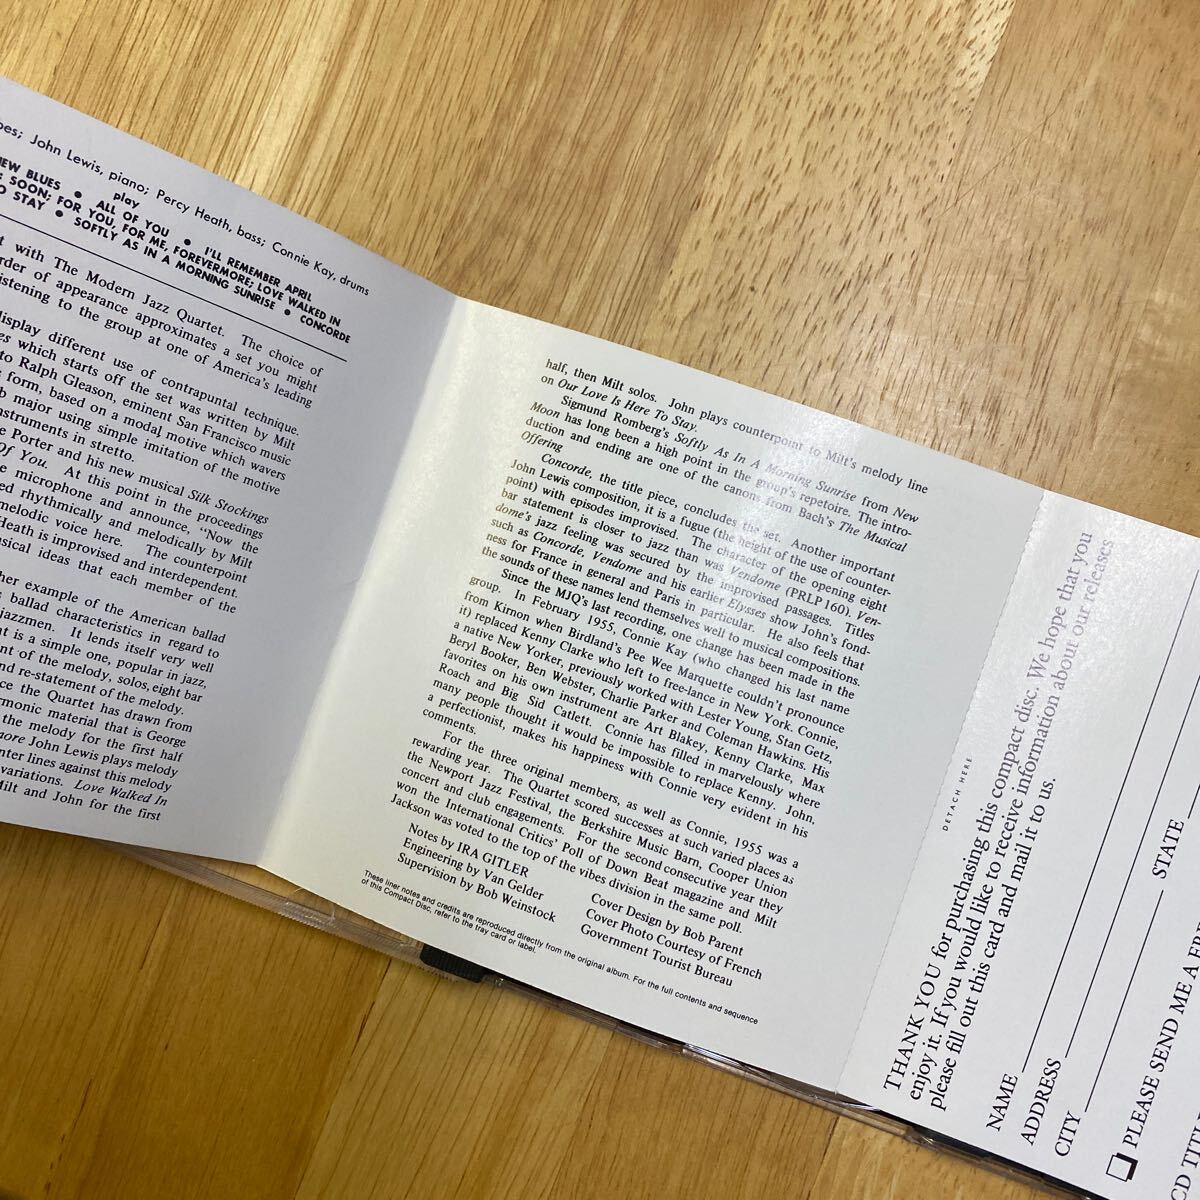 bes; John Lewis, piano; Percy Heath, bass; Connie Kay, drums
play
NEW BLUES • ALL OF YOU • I'LL REMEMBER APRIL
SOON; FOR YOU, FOR ME, FOREVERMORE; LOVE WALKED IN
O STAY • SOFTLY AS IN A MORNING SUNRISE • CONCORDE
t with The Modern Jazz Quartet. The choice of
rder of appearance approximates a set you might
istening to the group at one of America's leading
display different use of contrapuntal technique.
es which starts off the set was written by Milt
to Ralph Gleason, eminent San Francisco music
s form, based on a modal motive which wavers
b major using simple imitation of the motive
nstruments in stretto.
e Porter and his new musical Silk Stockings
Of You. At this point in the proceedings
e microphone and announce, "Now the
ed rhythmically and melodically by Milt
melodic voice here. The counterpoint
Heath is improvised and interdependent.
usical ideas that each member of the
her example of the American ballad
s ballad characteristics in regard to
jazzmen. It lends itself very well
nt is a simple one, popular in jazz,
nt of the melody, solos, eight bar
nd re-statement of the melody.
ce the Quartet has drawn from
rmonic material that is George
the melody for the first half
more John Lewis plays melody
nter lines against this melody
variations. Love Walked In
Milt and John for the first
half, then Milt solos. John plays counterpoint to Milt's melody line
on Our Love Is Here To Stay.
Sigmund Romberg's Softly As In A Morning Sunrise from New
Moon has long been a high point in the group's repetoire. The intro-
duction and ending are one of the canons from Bach's The Musical
Offering
Concorde, the title piece, concludes the set. Another important
John Lewis composition, it is a fugue (the height of the use of counter-
point) with episodes improvised. The character of the opening eight
bar statement is closer to jazz than was Vendome (PRLP 160). Ven-
dome's jazz feeling was secured by the improvised passages. Titles
such as Concorde, Vendome and his earlier Elysses show John's fond-
ness for France in general and Paris in particular. He also feels that
the sounds of these names lend themselves well to musical compositions.
Since the MJQ's last recording, one change has been made in the
group. In February 1955, Connie Kay (who changed his last name
from Kirnon when Birdland's Pee Wee Marquette couldn't pronounce
it) replaced Kenny Clarke who left to free-lance in New York. Connie,
a native New Yorker, previously worked with Lester Young, Stan Getz,
Beryl Booker, Ben Webster, Charlie Parker and Coleman Hawkins. His
favorites on his own instrument are Art Blakey, Kenny Clarke, Max
Roach and Big Sid Catlett. Connie has filled in marvelously where
many people thought it would be impossible to replace Kenny. John,
a perfectionist, makes his happiness with Connie very evident in his
comments.
For the three original members, as well as Connie, 1955 was a
rewarding year. The Quartet scored successes at such varied places as
the Newport Jazz Festival, the Berkshire Music Barn, Cooper Union
concert and club engagements. For the second consecutive year they
won the International Critics' Poll of Down Beat magazine and Milt
Jackson was voted to the top of the vibes division in the same poll.
Notes by IRA GITLER
Engineering by Van Gelder
Supervision by Bob Weinstock
Cover Design by Bob Parent
Cover Photo Courtesy of French
Government Tourist Bureau
These liner notes and credits are reproduced directly from the original album. For the full contents and sequence
of this Compact Disc, refer to the tray card or label.
DETACH HERE
THANK YOU for purchasing this compact disc. We hope that you
enjoy it. If you would like to receive information about our releases
please fill out this card and mail it to us.
NAME
ADDRESS
CITY
STATE
PLEASE SEND ME A FRE
CD TITL